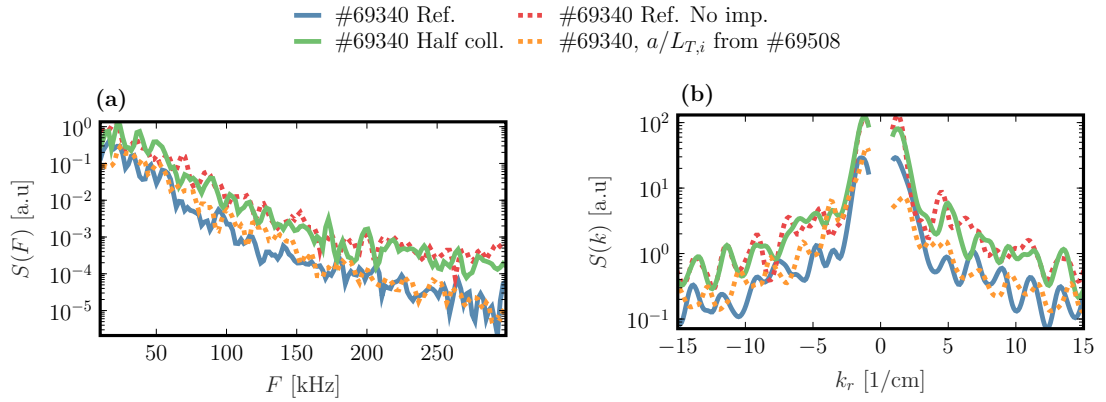 #69340 Ref.
#69340 Ref. No imp.
#69340 Half coll.
#69340, a/L_{T,i} from #69508
(a)
(b)
10^0
10^{-1}
10^{-2}
10^{-3}
10^{-4}
10^{-5}
S(F) [a.u]
50 100 150 200 250
F [kHz]
10^2
10^1
10^0
10^{-1}
S(k) [a.u]
−15 −10 −5 0 5 10 15
k_r [1/cm]